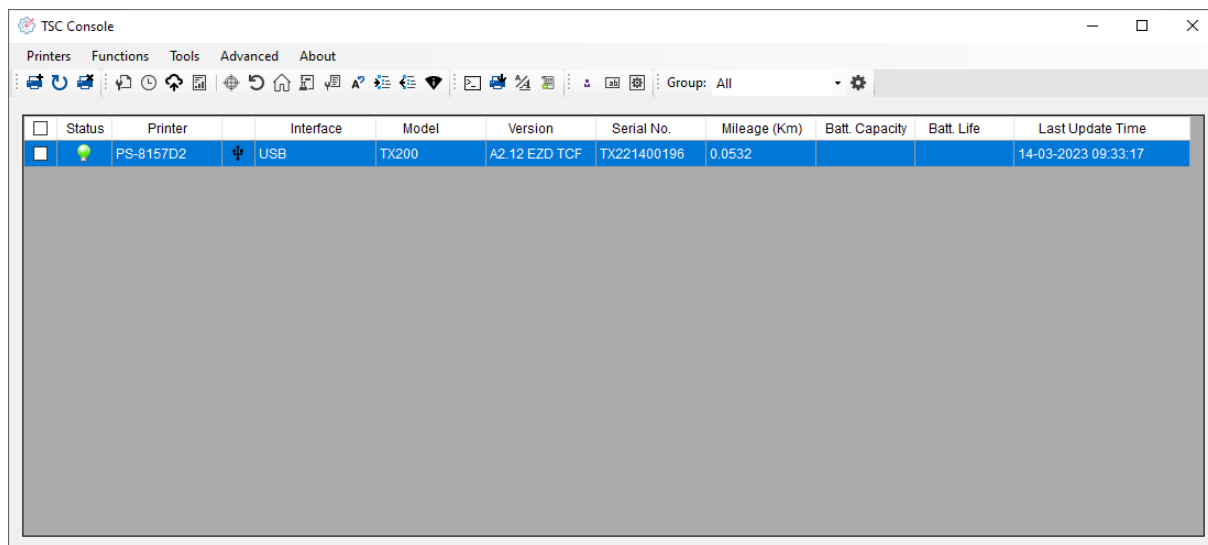 TSC Console
Printers Functions Tools Advanced About
Group: All
Status Printer Interface Model Version Serial No. Mileage (Km) Batt. Capacity Batt. Life Last Update Time
PS-8157D2 USB TX200 A2.12 EZD TCF TX221400196 0.0532 14-03-2023 09:33:17